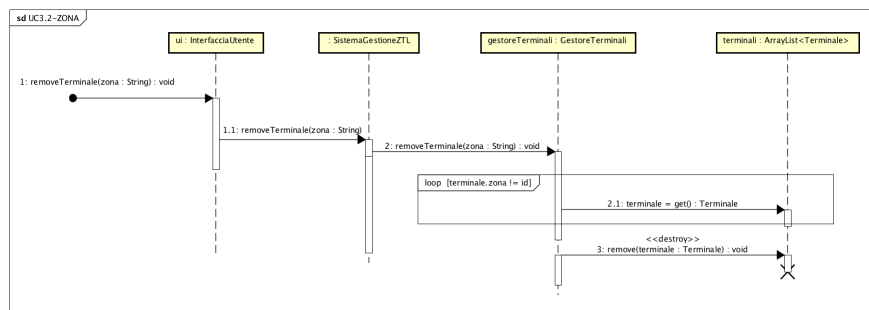 sd UC3.2-ZONA
ui : InterfacciaUtente
: SistemaGestioneZTL
gestoreTerminali : GestoreTerminali
terminali : ArrayList<Terminale>
1: removeTerminale(zona : String) : void
1.1: removeTerminale(zona : String)
2: removeTerminale(zona : String) : void
loop [terminale.zona != id]
2.1: terminale = get() : Terminale
<<destroy>>
3: remove(terminale : Terminale) : void